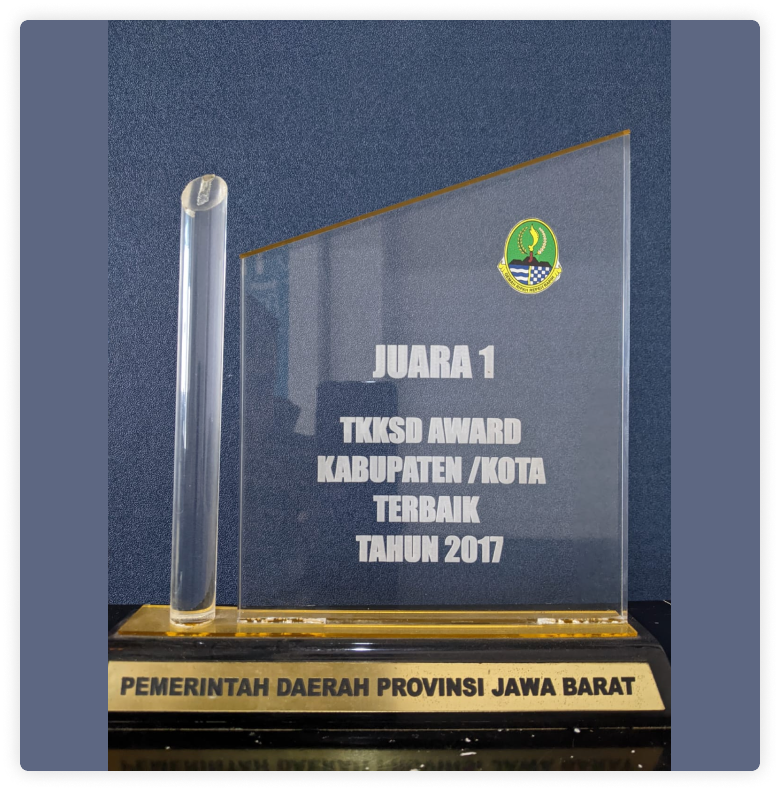 JUARA 1
TKKSD AWARD
KABUPATEN /KOTA
TERBAIK
TAHUN 2017
PEMERINTAH DAERAH PROVINSI JAWA BARAT